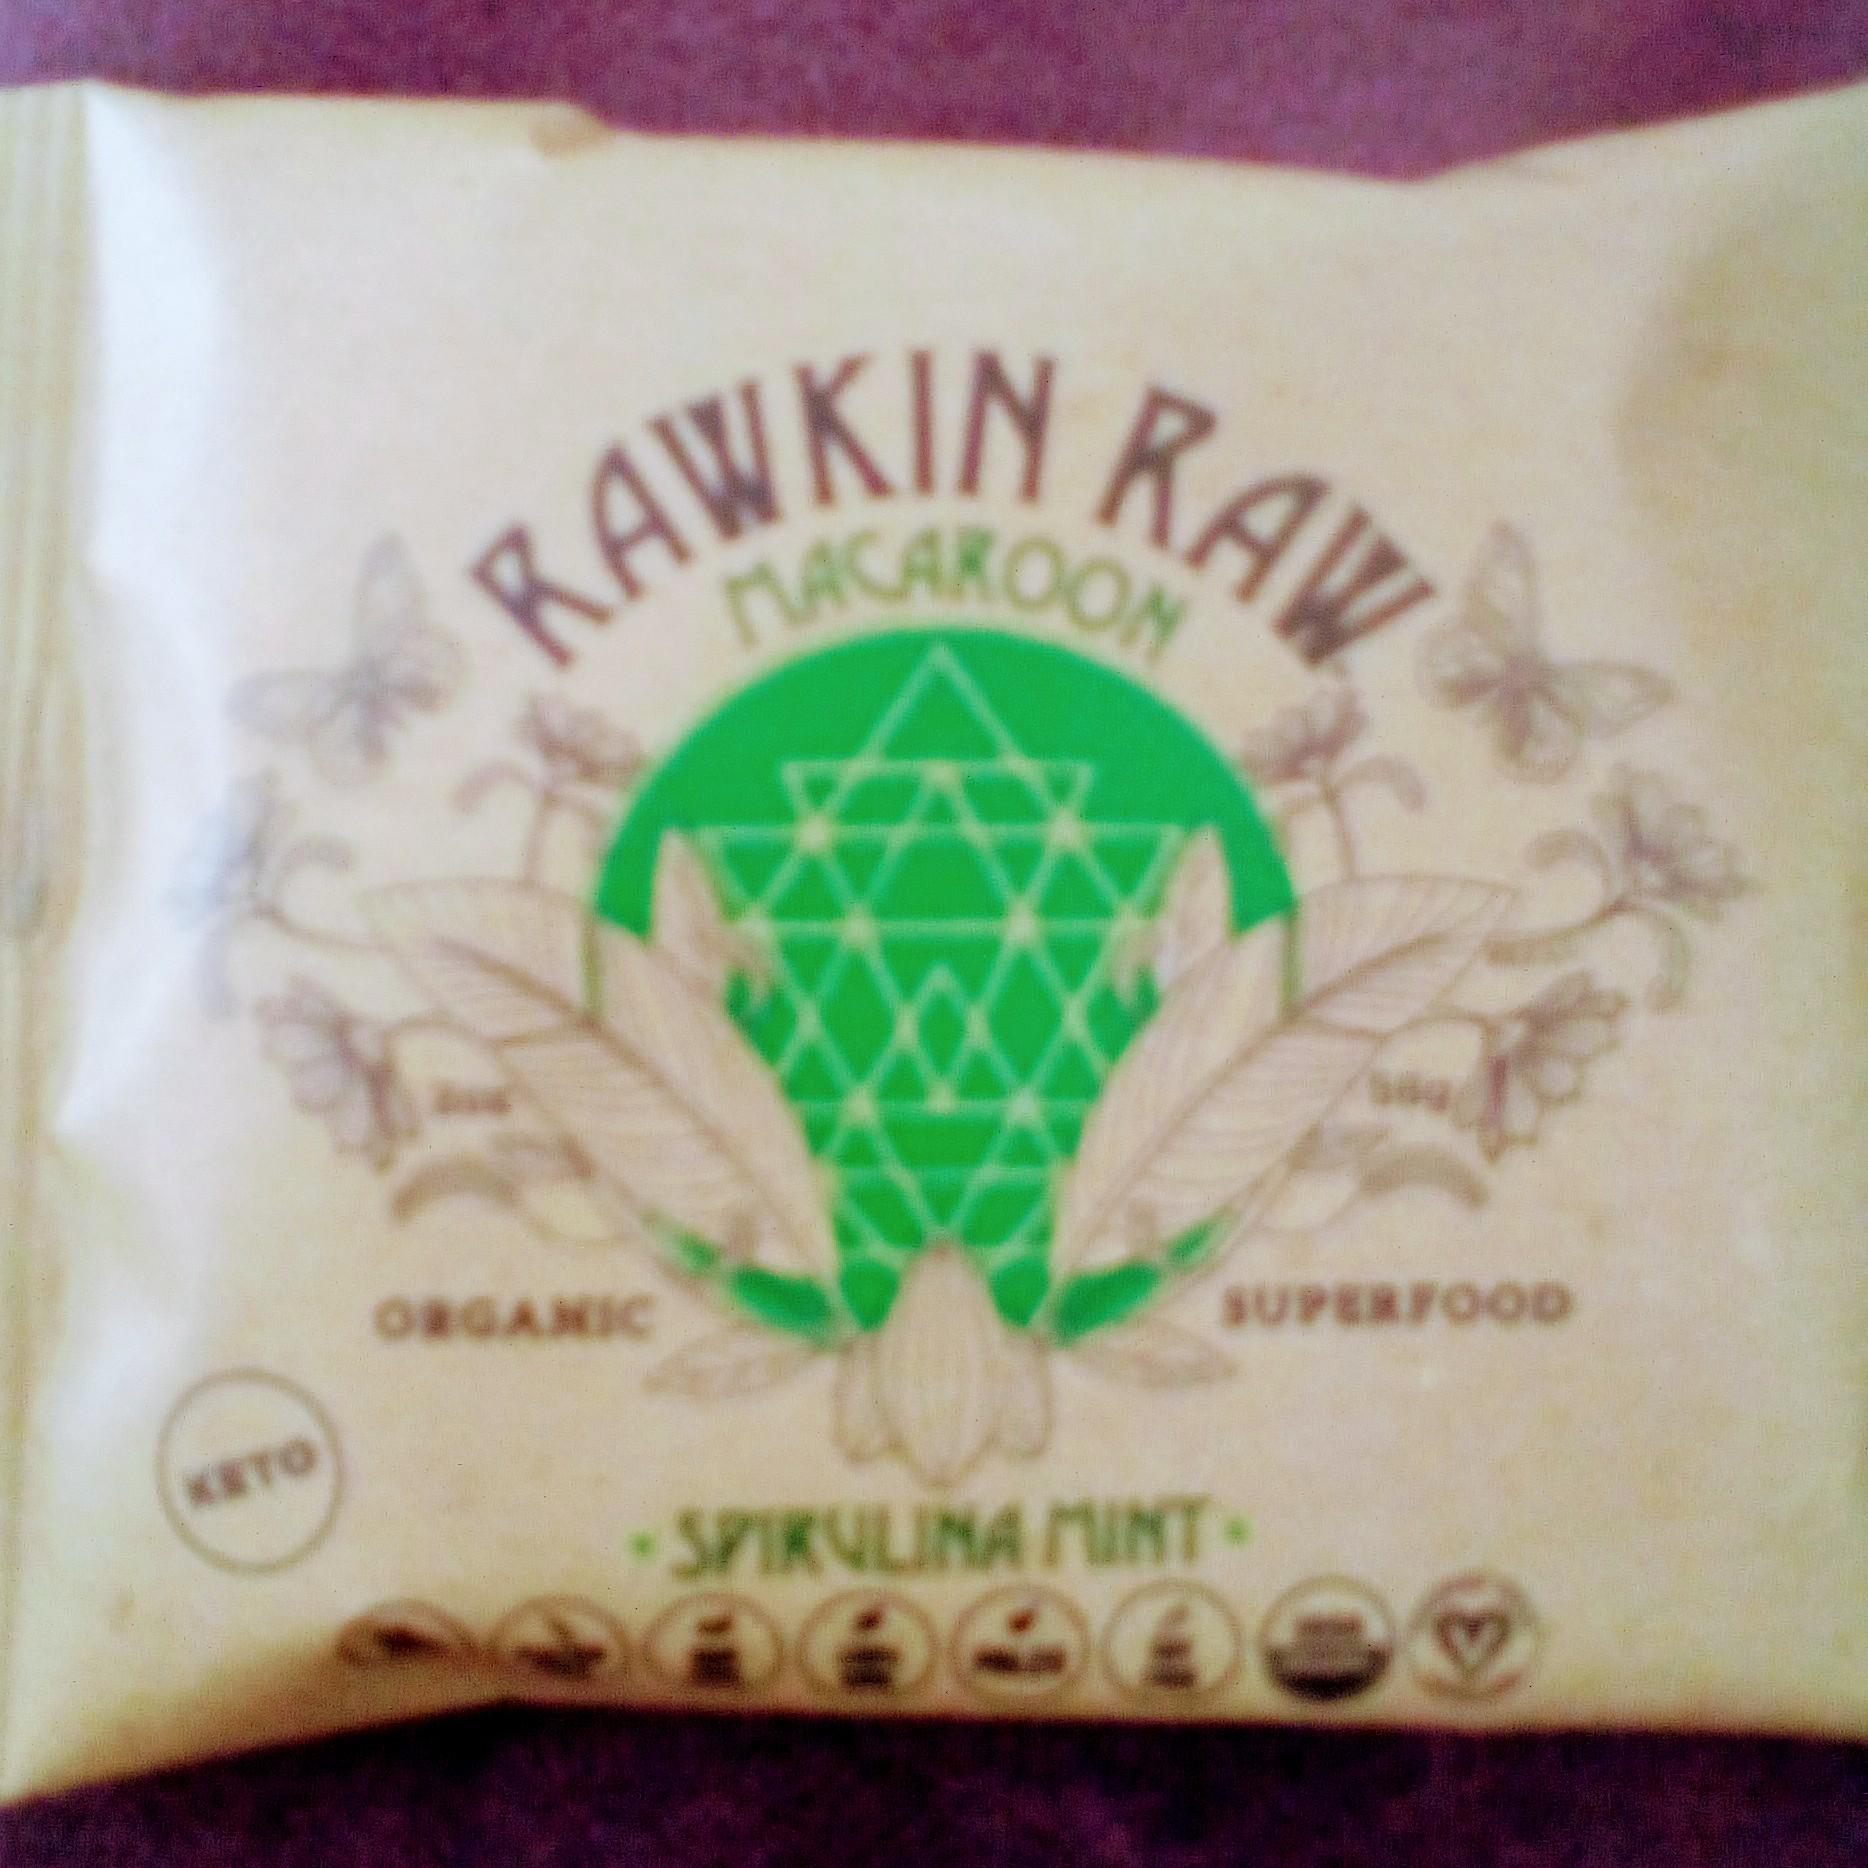 RAWKIN RAW
MACAROON
ORGANIC
SUPERFOOD
KETO
SPIRULINA MINT